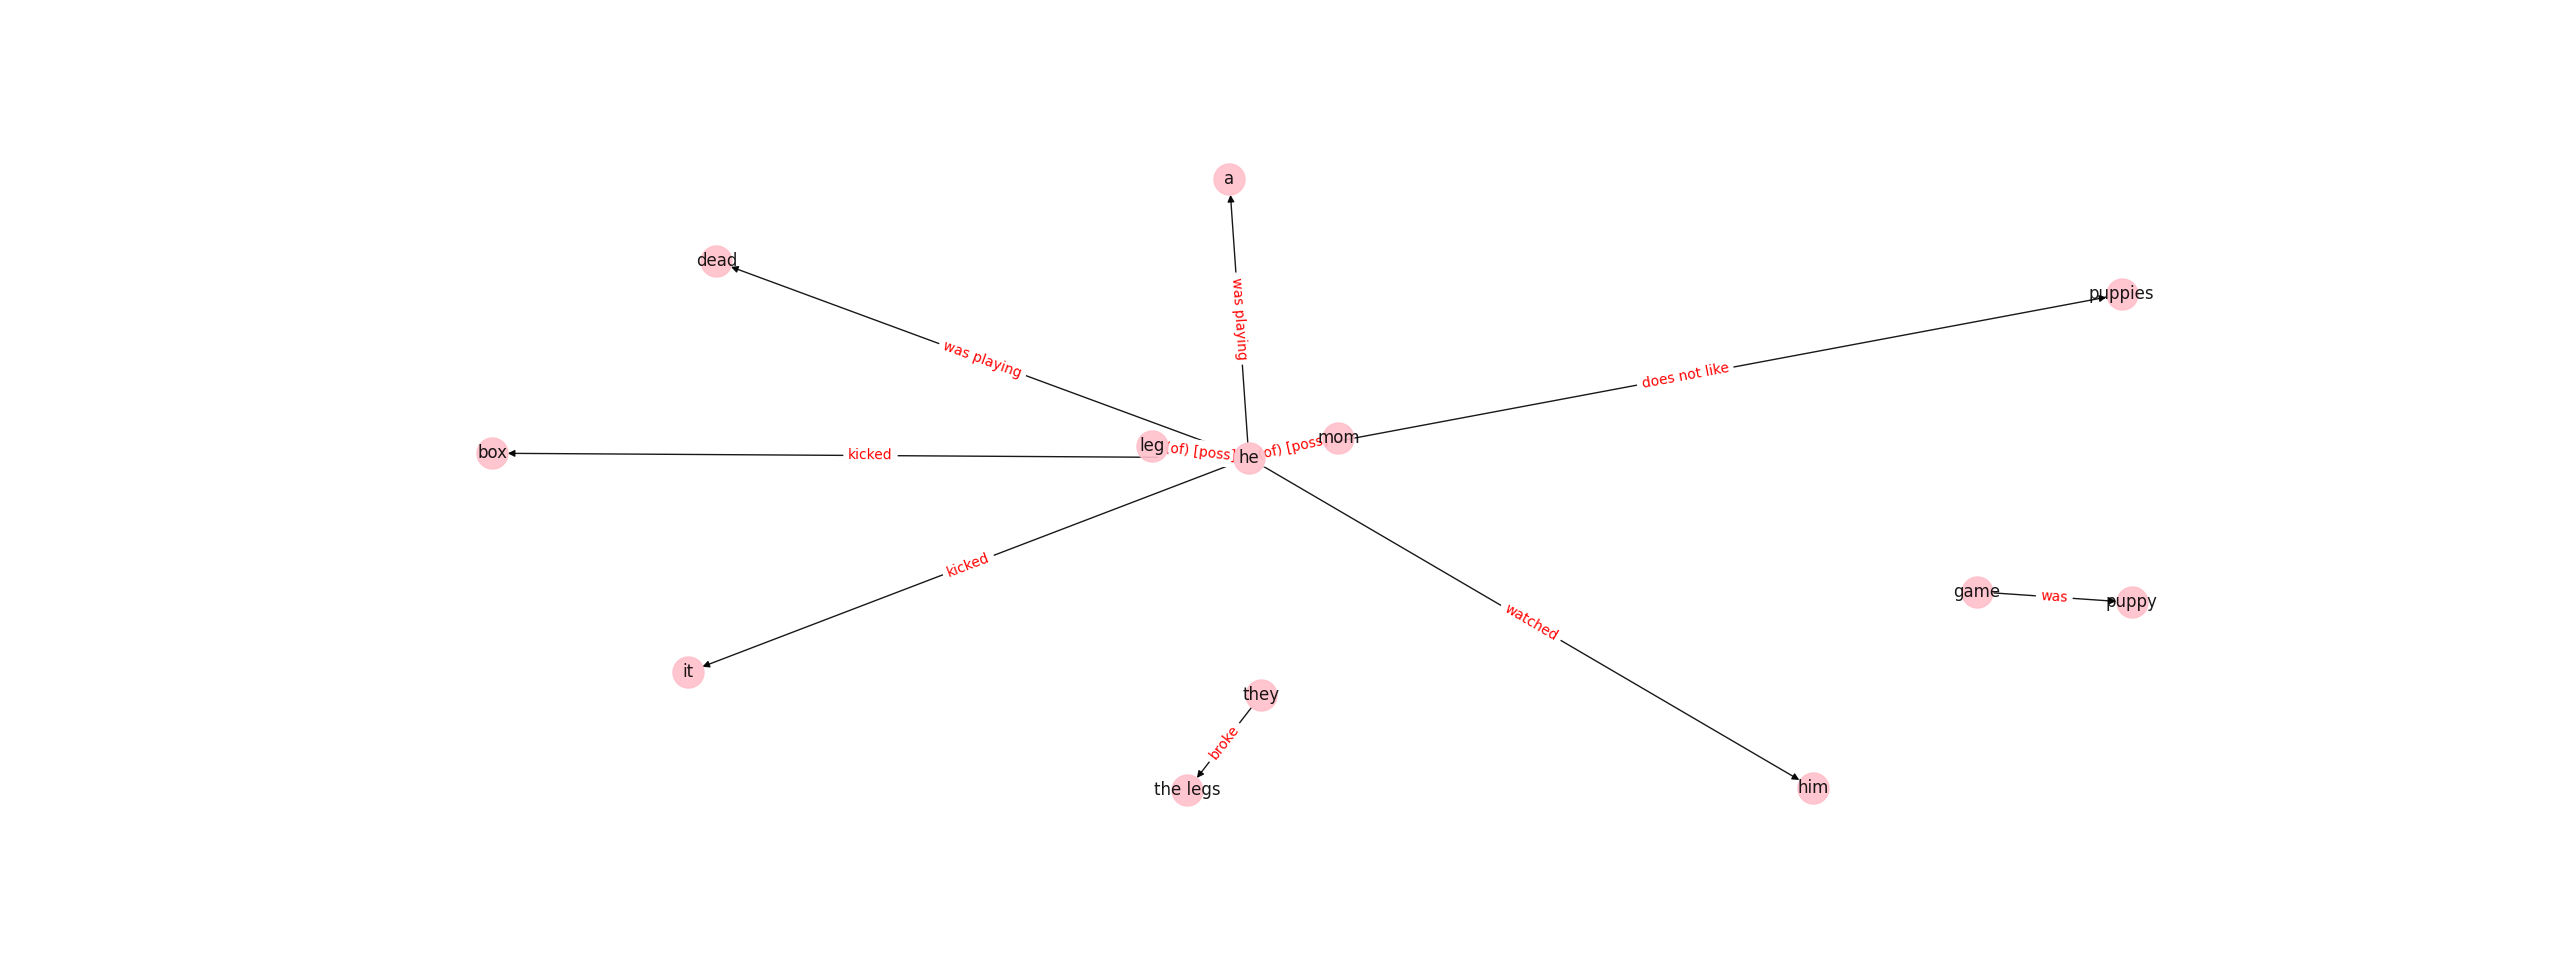 a
dead
puppies
was playing
was playing
does not like
leg
(of) [poss]
he
of) [poss
mom
box
kicked
kicked
watched
game
was
puppy
it
they
broke
the legs
him